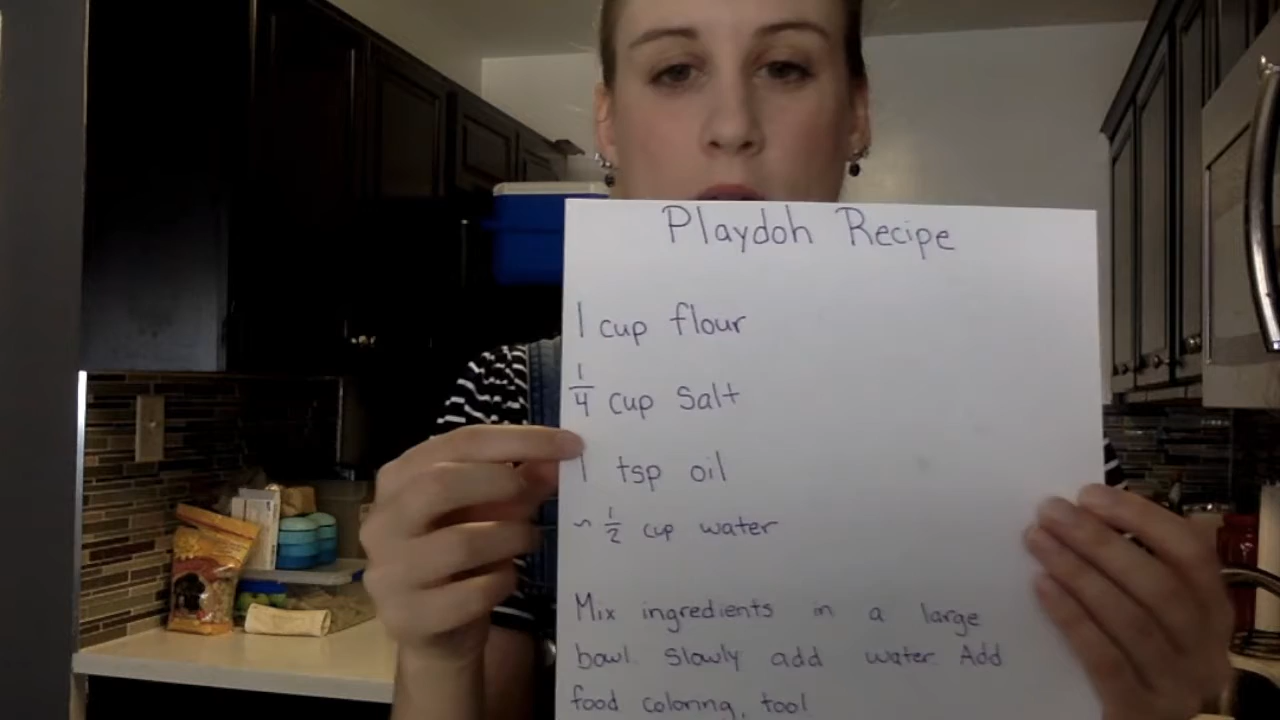 Playdoh Recipe
1 cup flour
1/4 cup salt
1 tsp oil
~ 1/2 cup water
Mix ingredients in a large
bowl. Slowly add water. Add
food coloring, too!